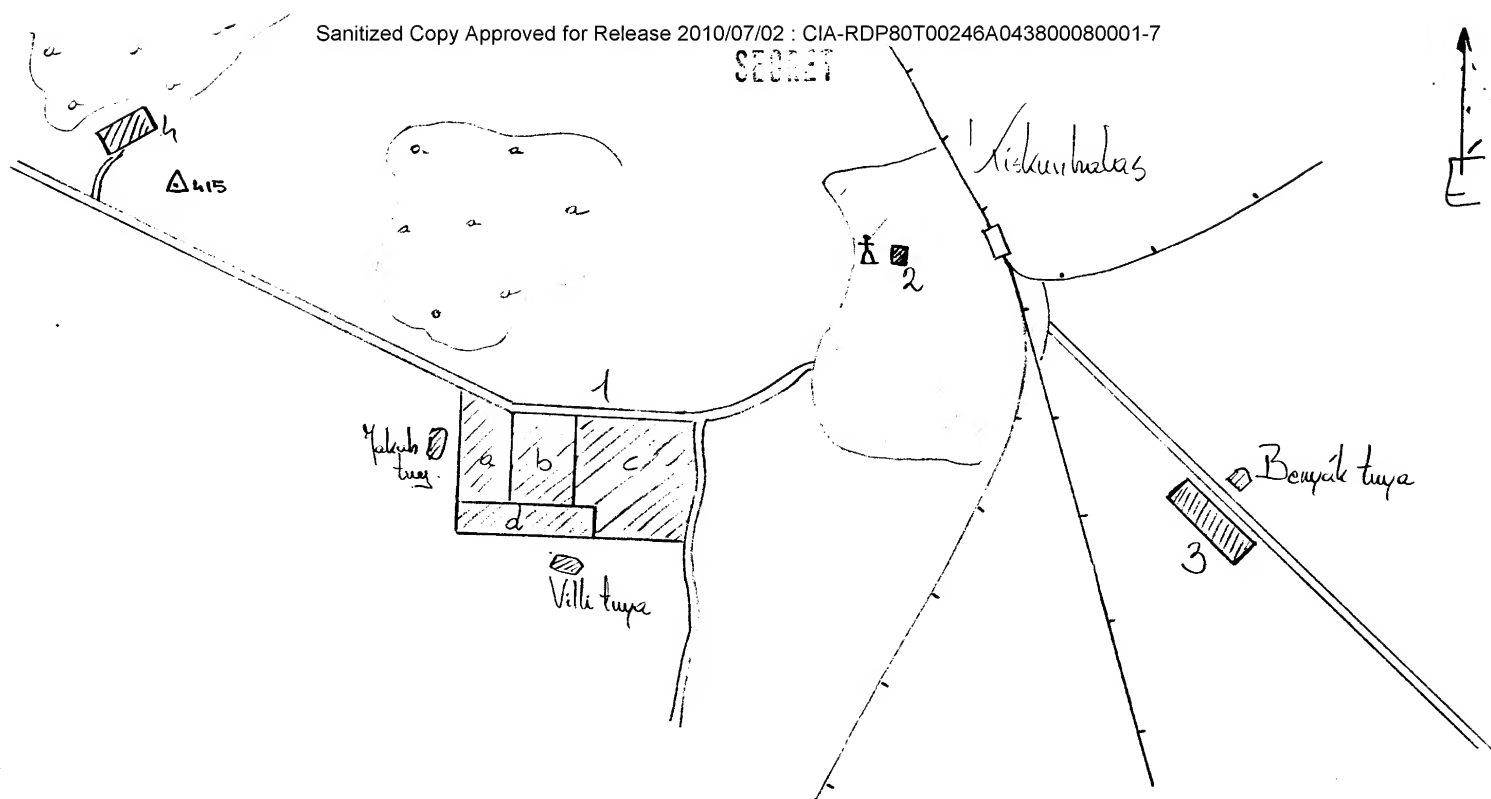 Sanitized Copy Approved for Release 2010/07/02 : CIA-RDP80T00246A043800080001-7
SECRET
Kiskunhalas
4
415
É
2
1
Jakab
a
b
c
d
Villi tanya
Benyák tanya
3